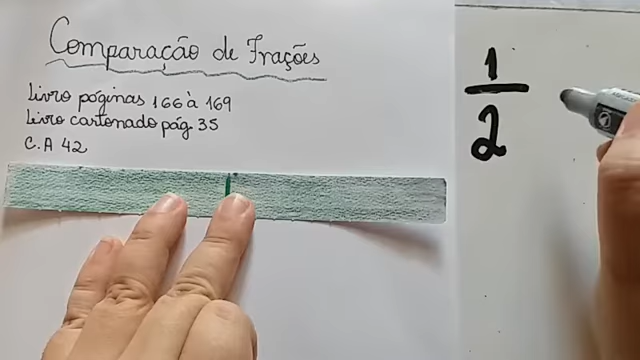 Comparação de Frações
Livro páginas 166 à 169
Livro cartonado pág 35
C.A 42
1
2